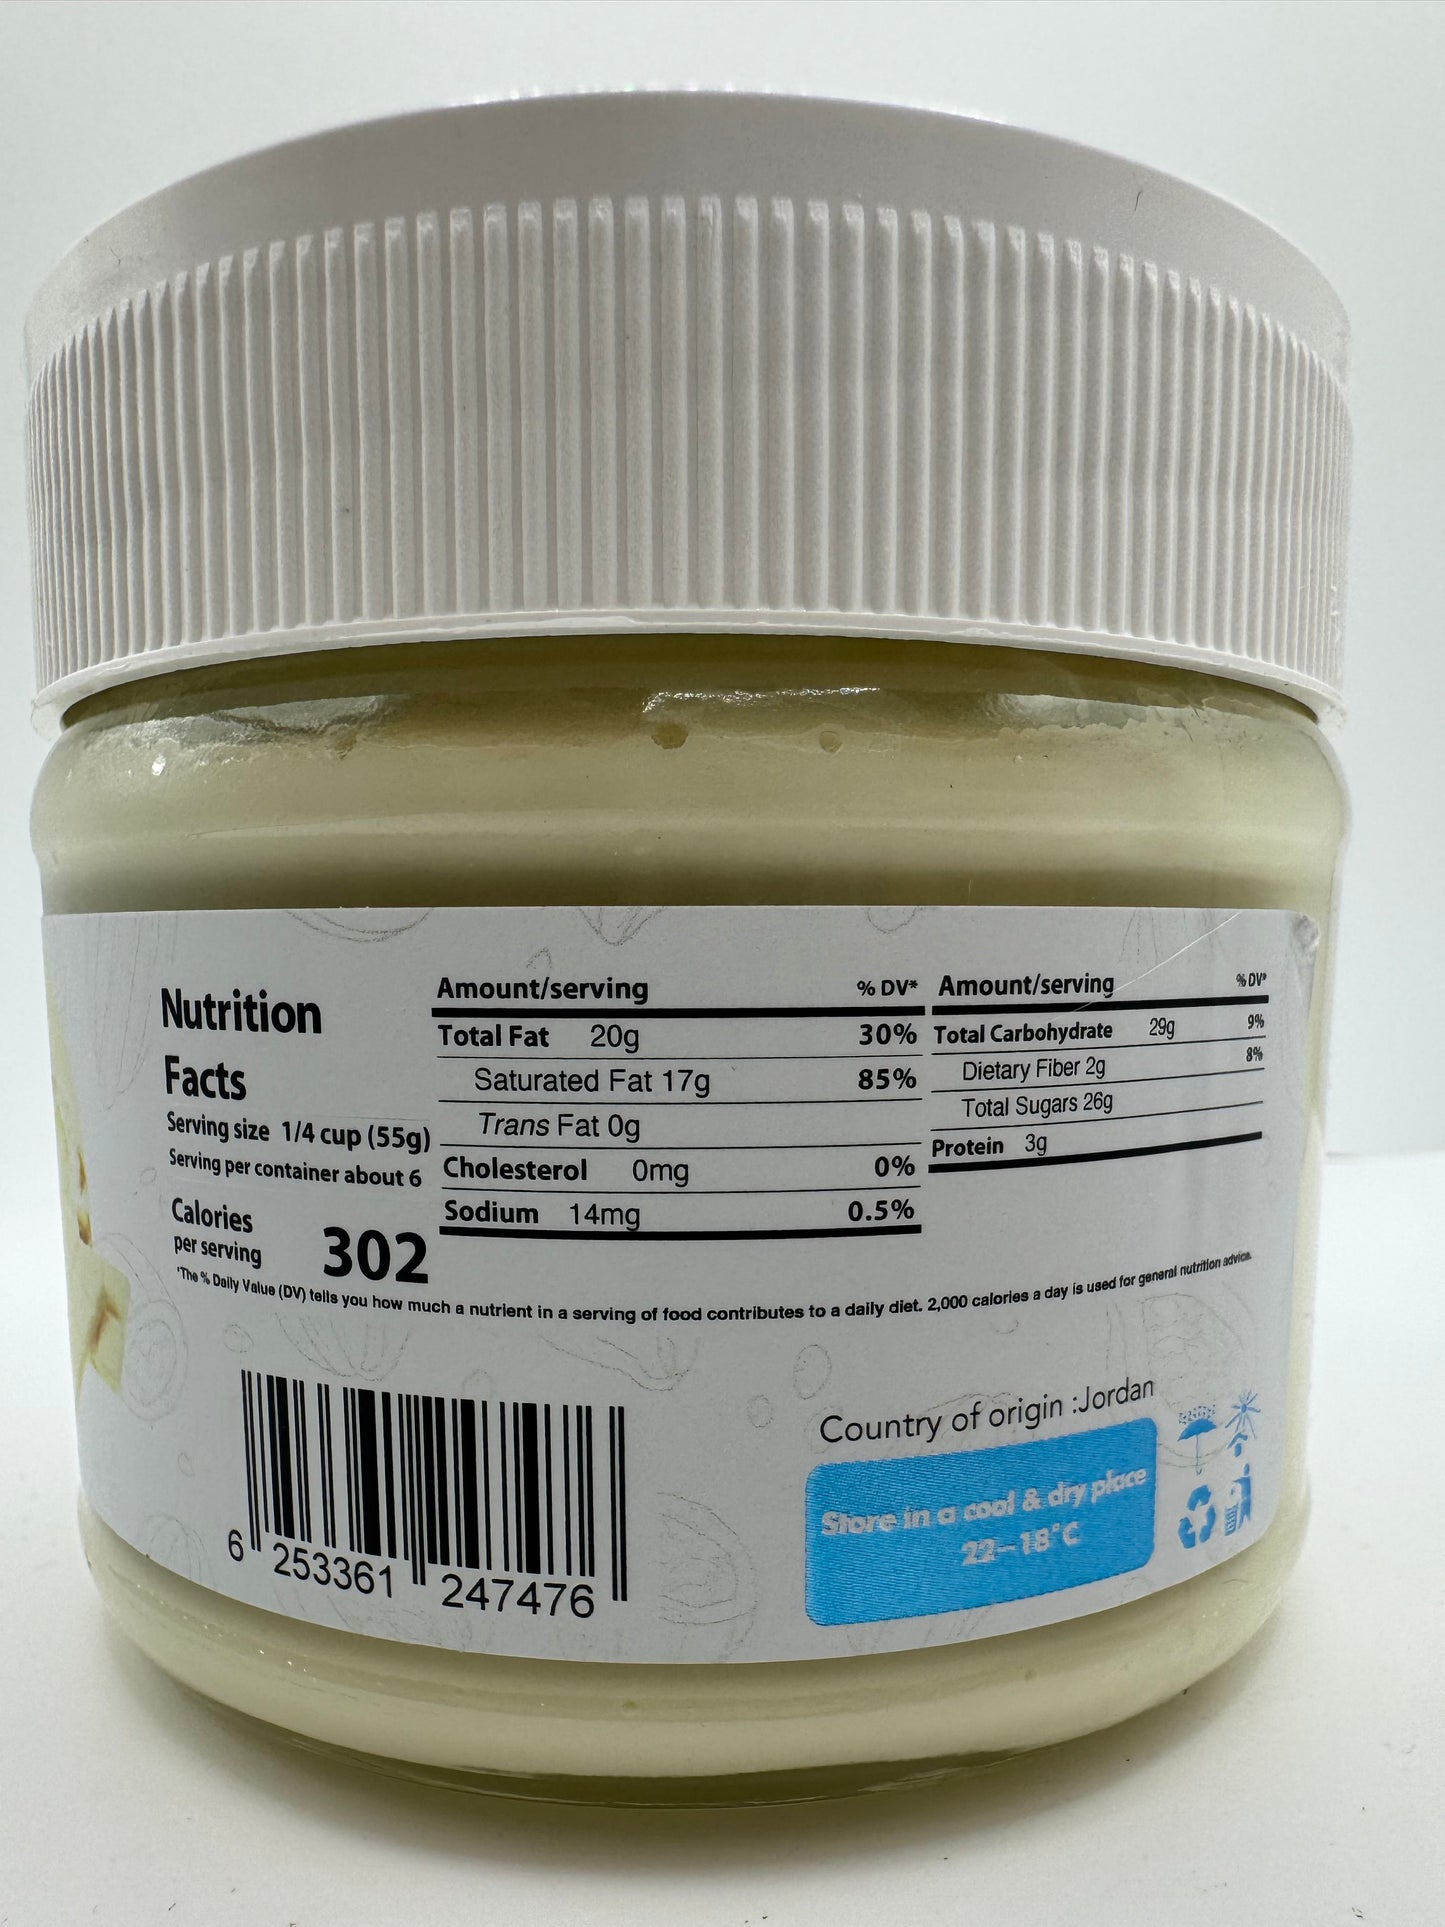 Nutrition
Facts
Serving size 1/4 cup (55g)
Serving per container about 6
Calories
per serving 302
Amount/serving % DV*
Total Fat 20g 30%
Saturated Fat 17g 85%
Trans Fat 0g
Cholesterol 0mg 0%
Sodium 14mg 0.5%
Amount/serving % DV*
Total Carbohydrate 29g 9%
Dietary Fiber 2g 8%
Total Sugars 26g
Protein 3g
*The % Daily Value (DV) tells you how much a nutrient in a serving of food contributes to a daily diet. 2,000 calories a day is used for general nutrition advice.
6 253361 247476
Country of origin :Jordan
Store in a cool & dry place
22–18°C